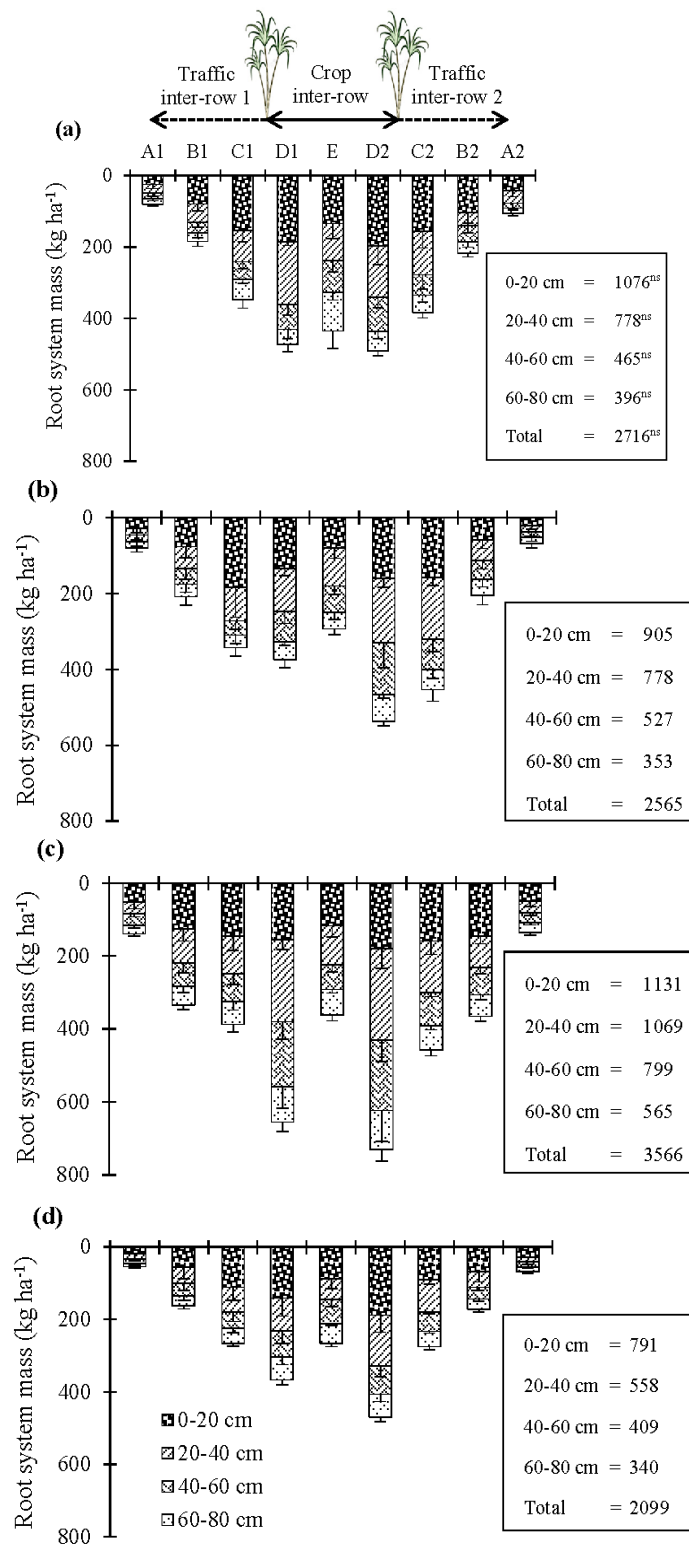 Traffic inter-row 1
Crop inter-row
Traffic inter-row 2
(a)
A1 B1 C1 D1 E D2 C2 B2 A2
Root system mass (kg ha⁻¹)
0
200
400
600
800
0-20 cm = 1076ⁿˢ
20-40 cm = 778ⁿˢ
40-60 cm = 465ⁿˢ
60-80 cm = 396ⁿˢ
Total = 2716ⁿˢ
(b)
Root system mass (kg ha⁻¹)
0
200
400
600
800
0-20 cm = 905
20-40 cm = 778
40-60 cm = 527
60-80 cm = 353
Total = 2565
(c)
Root system mass (kg ha⁻¹)
0
200
400
600
800
0-20 cm = 1131
20-40 cm = 1069
40-60 cm = 799
60-80 cm = 565
Total = 3566
(d)
Root system mass (kg ha⁻¹)
0
200
400
600
800
0-20 cm
20-40 cm
40-60 cm
60-80 cm
0-20 cm = 791
20-40 cm = 558
40-60 cm = 409
60-80 cm = 340
Total = 2099